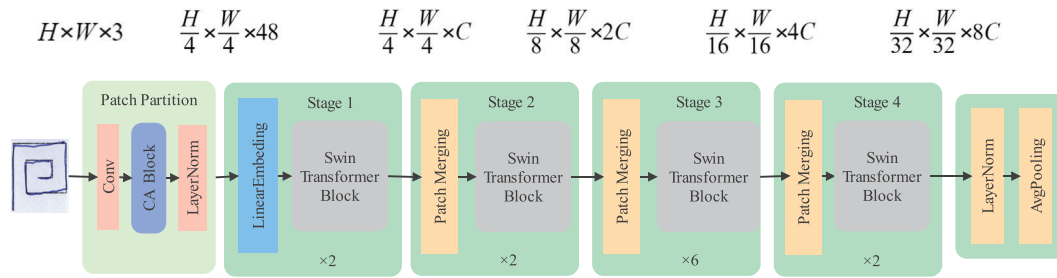 H×W×3
H/4 × W/4 ×48
H/4 × W/4 ×C
H/8 × W/8 ×2C
H/16 × W/16 ×4C
H/32 × W/32 ×8C
Patch Partition
Conv
CA Block
LayerNorm
Stage 1
LinearEmbeding
Swin
Transformer
Block
×2
Stage 2
Patch Merging
Swin
Transformer
Block
×2
Stage 3
Patch Merging
Swin
Transformer
Block
×6
Stage 4
Patch Merging
Swin
Transformer
Block
×2
LayerNorm
AvgPooling